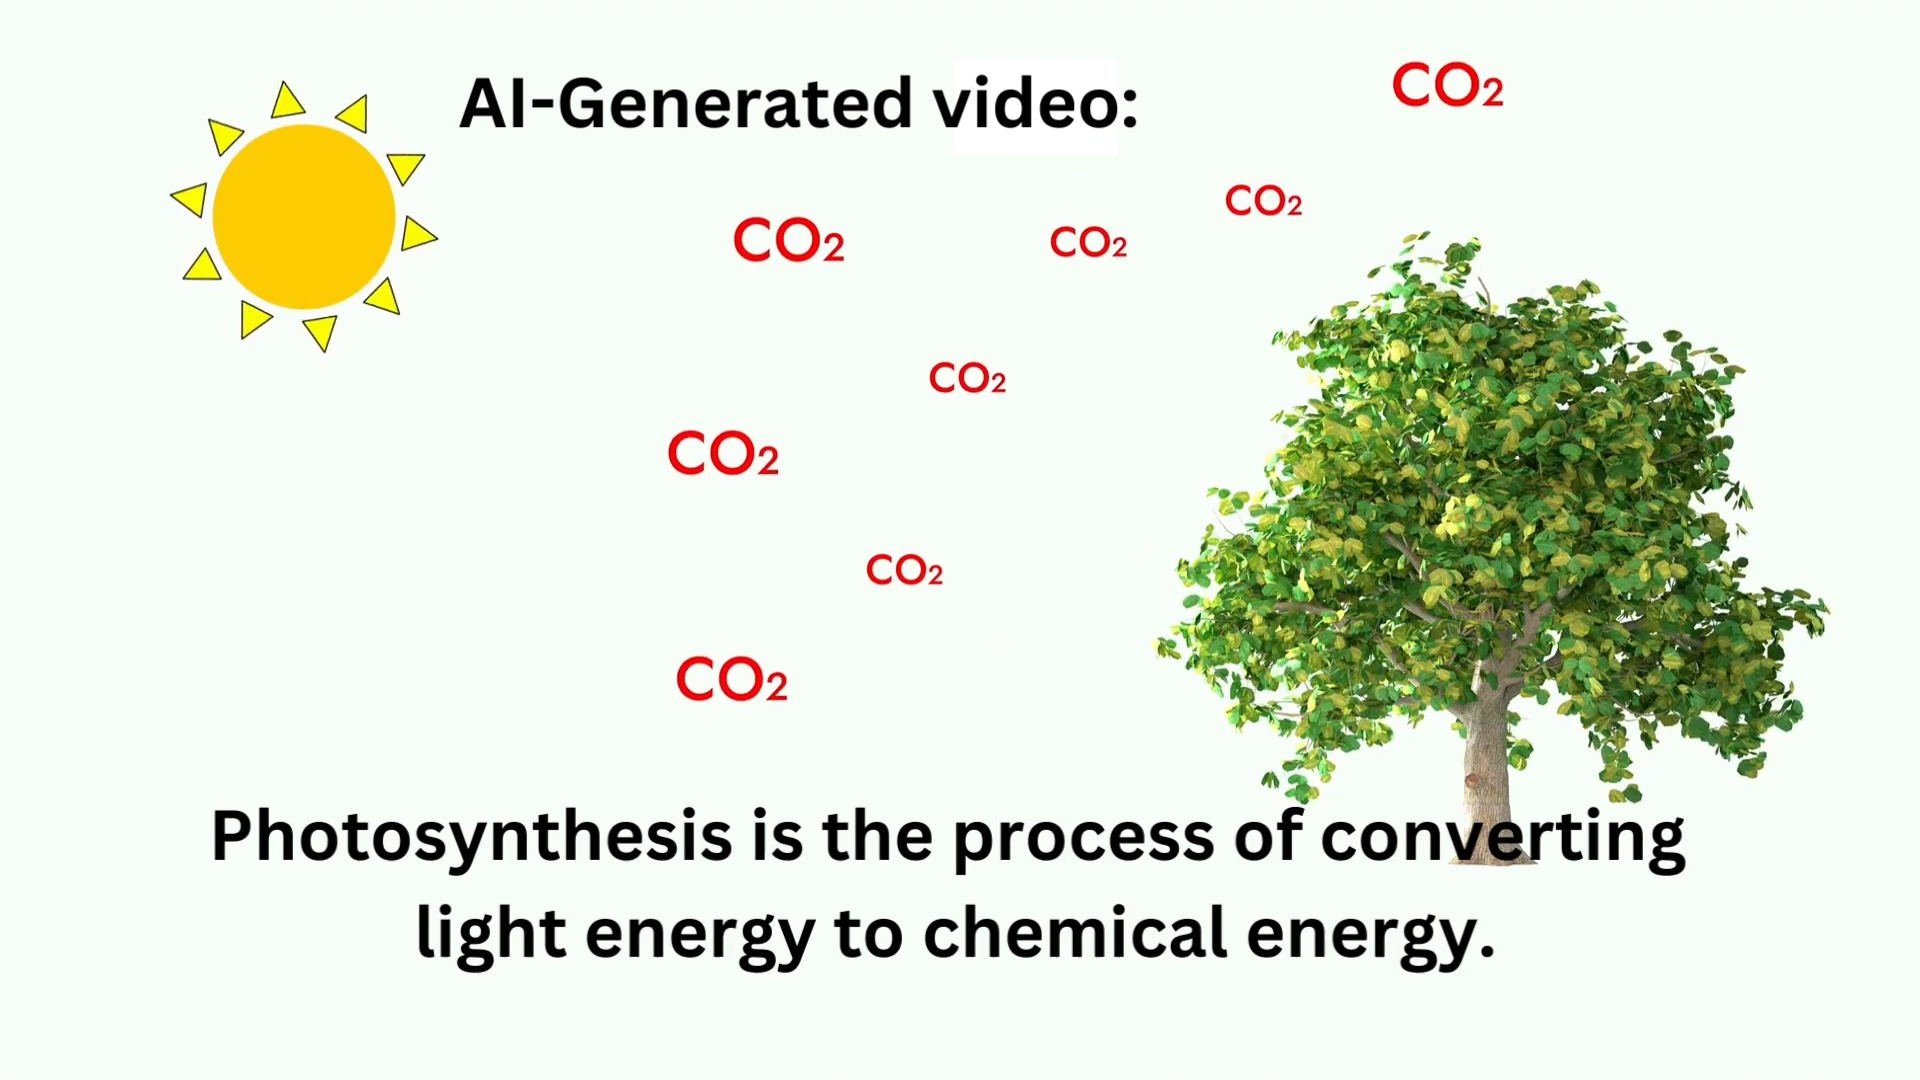 AI-Generated video:
CO2
CO2
CO2
CO2
CO2
CO2
CO2
CO2
Photosynthesis is the process of converting
light energy to chemical energy.